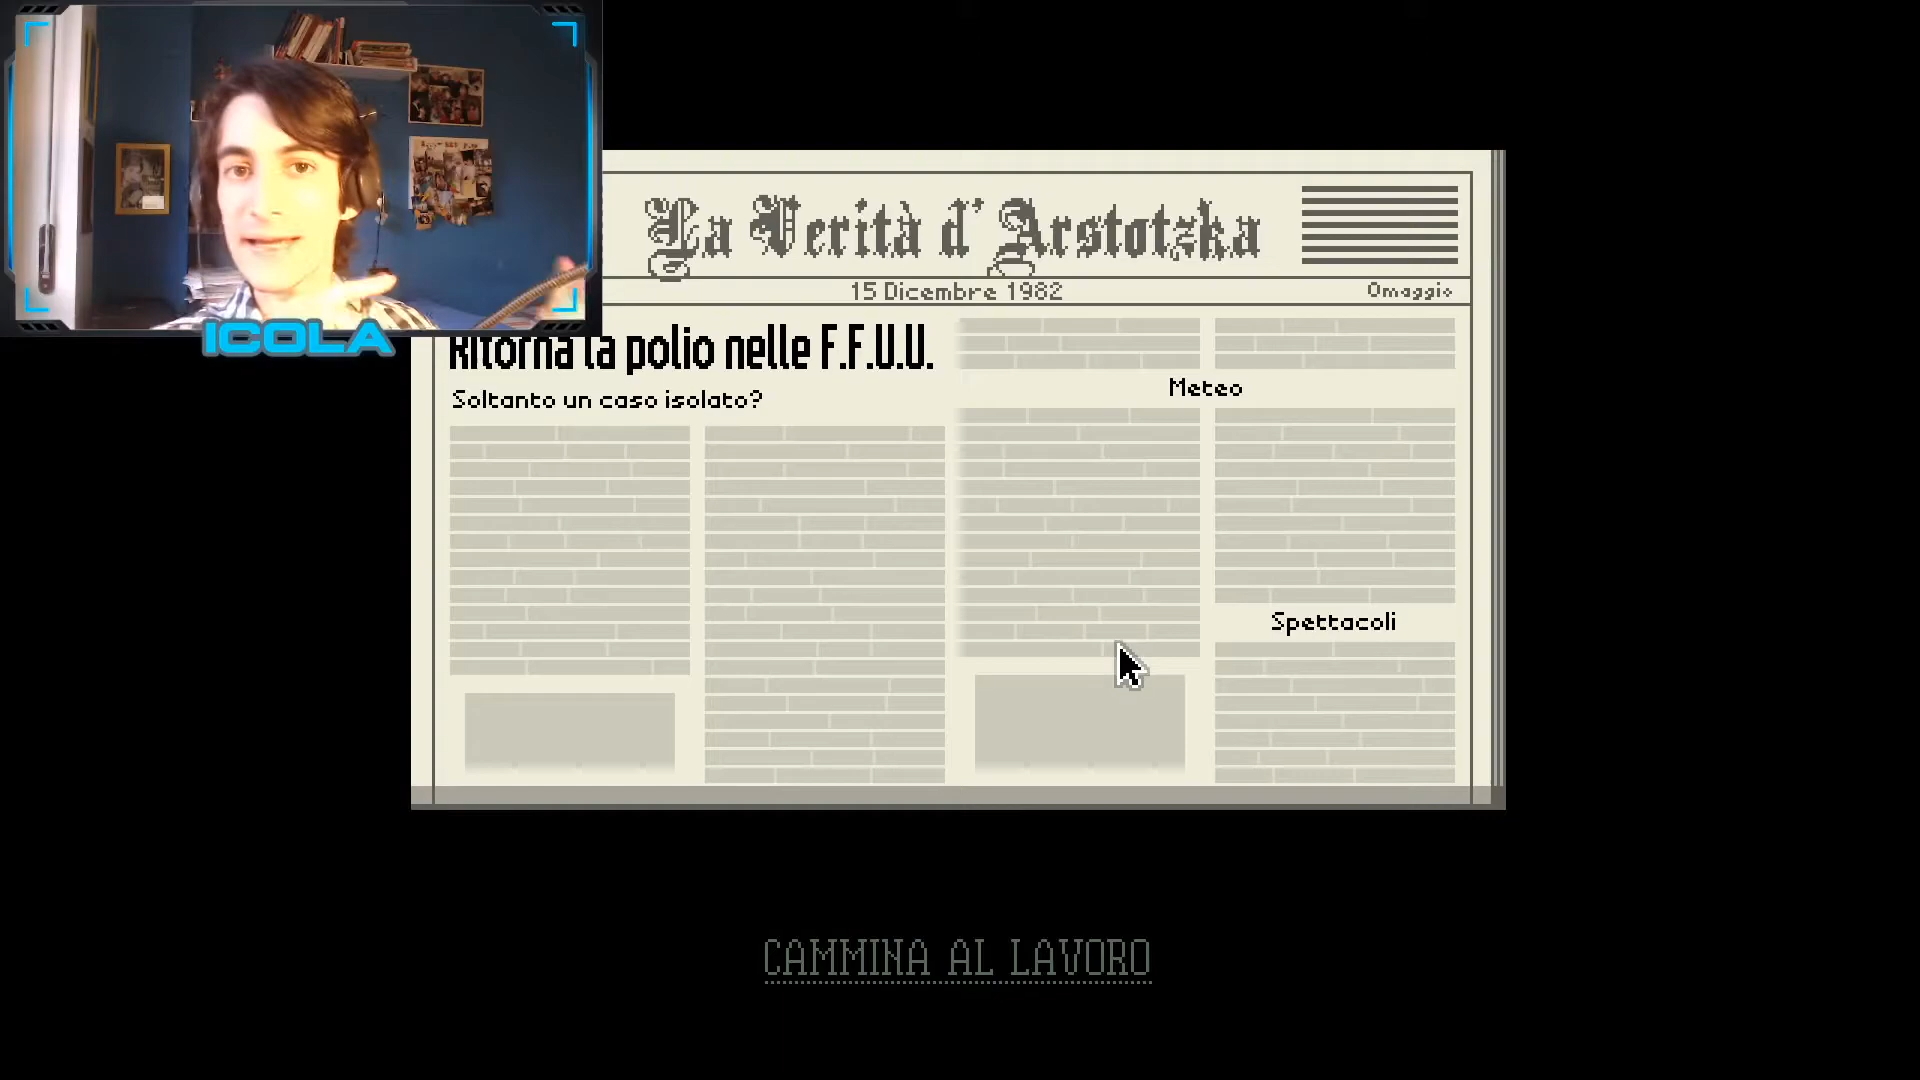 ICOLA
La Verità d'Arstotzka
15 Dicembre 1982
Omaggio
Ritorna la polio nelle F.F.U.U.
Soltanto un caso isolato?
Meteo
Spettacoli
CAMMINA AL LAVORO